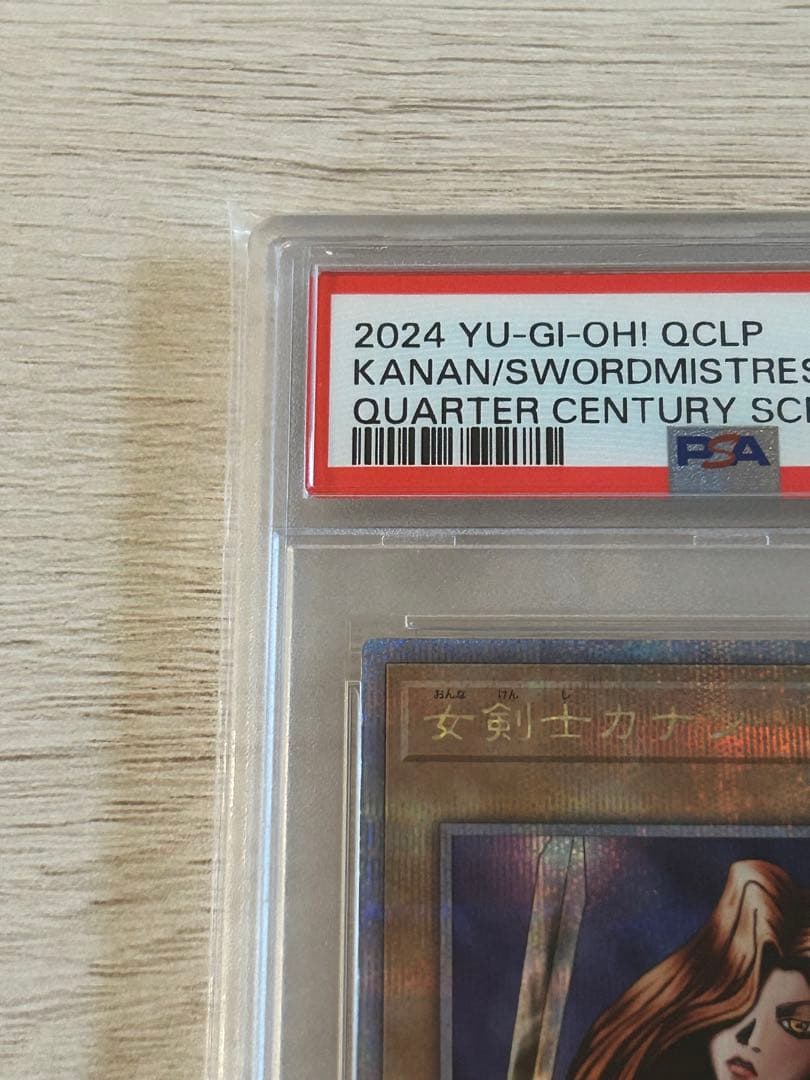 2024 YU-GI-OH! QCLP
KANAN/SWORDMISTRES
QUARTER CENTURY SC
PSA
おんな けん し
女剣士カナン